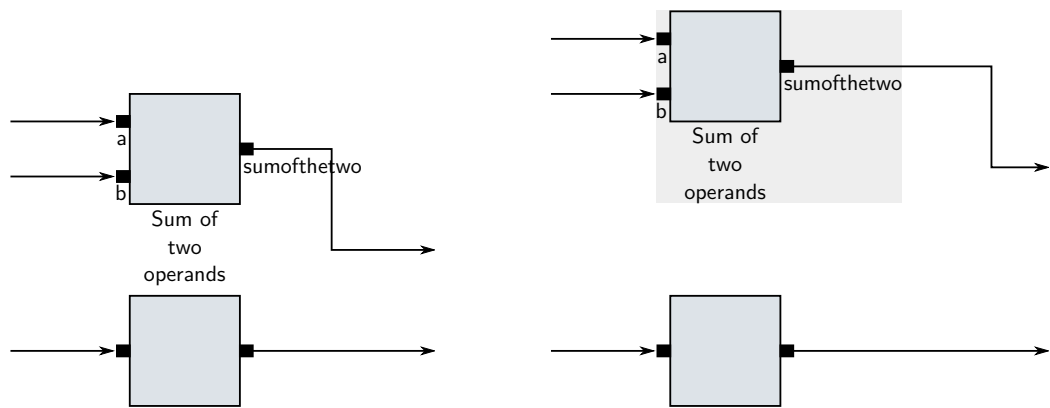 a
b
sumofthetwo
Sum of
two
operands
a
b
sumofthetwo
Sum of
two
operands